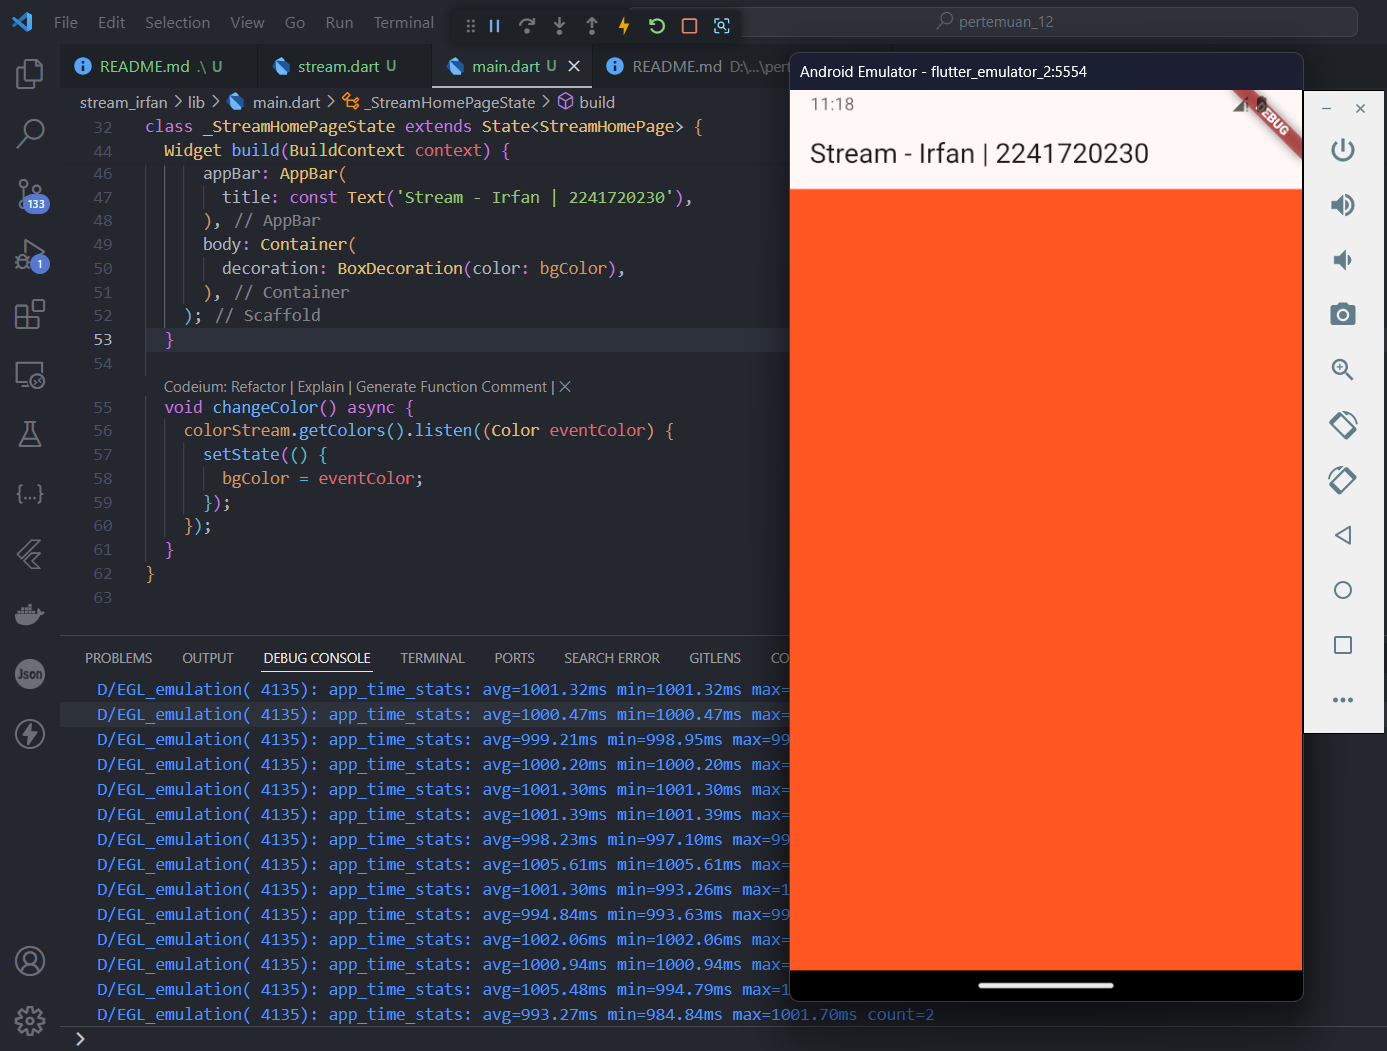 File Edit Selection View Go Run Terminal
pertemuan_12
README.md .\ U
stream.dart U
main.dart U
README.md D:\...\per
stream_irfan > lib > main.dart > _StreamHomePageState > build
32 class _StreamHomePageState extends State<StreamHomePage> {
44 Widget build(BuildContext context) {
46 appBar: AppBar(
47 title: const Text('Stream - Irfan | 2241720230'),
48 ), // AppBar
49 body: Container(
50 decoration: BoxDecoration(color: bgColor),
51 ), // Container
52 ); // Scaffold
53 }
54
Codeium: Refactor | Explain | Generate Function Comment | X
55 void changeColor() async {
56 colorStream.getColors().listen((Color eventColor) {
57 setState(() {
58 bgColor = eventColor;
59 });
60 });
61 }
62 }
63
133
1
{...}
Json
PROBLEMS OUTPUT DEBUG CONSOLE TERMINAL PORTS SEARCH ERROR GITLENS CO
D/EGL_emulation( 4135): app_time_stats: avg=1001.32ms min=1001.32ms max=
D/EGL_emulation( 4135): app_time_stats: avg=1000.47ms min=1000.47ms max=
D/EGL_emulation( 4135): app_time_stats: avg=999.21ms min=998.95ms max=99
D/EGL_emulation( 4135): app_time_stats: avg=1000.20ms min=1000.20ms max=
D/EGL_emulation( 4135): app_time_stats: avg=1001.30ms min=1001.30ms max=
D/EGL_emulation( 4135): app_time_stats: avg=1001.39ms min=1001.39ms max=
D/EGL_emulation( 4135): app_time_stats: avg=998.23ms min=997.10ms max=99
D/EGL_emulation( 4135): app_time_stats: avg=1005.61ms min=1005.61ms max=
D/EGL_emulation( 4135): app_time_stats: avg=1001.30ms min=993.26ms max=1
D/EGL_emulation( 4135): app_time_stats: avg=994.84ms min=993.63ms max=99
D/EGL_emulation( 4135): app_time_stats: avg=1002.06ms min=1002.06ms max=
D/EGL_emulation( 4135): app_time_stats: avg=1000.94ms min=1000.94ms max=
D/EGL_emulation( 4135): app_time_stats: avg=1005.48ms min=994.79ms max=1
D/EGL_emulation( 4135): app_time_stats: avg=993.27ms min=984.84ms max=1001.70ms count=2
>
Android Emulator - flutter_emulator_2:5554
11:18
DEBUG
Stream - Irfan | 2241720230